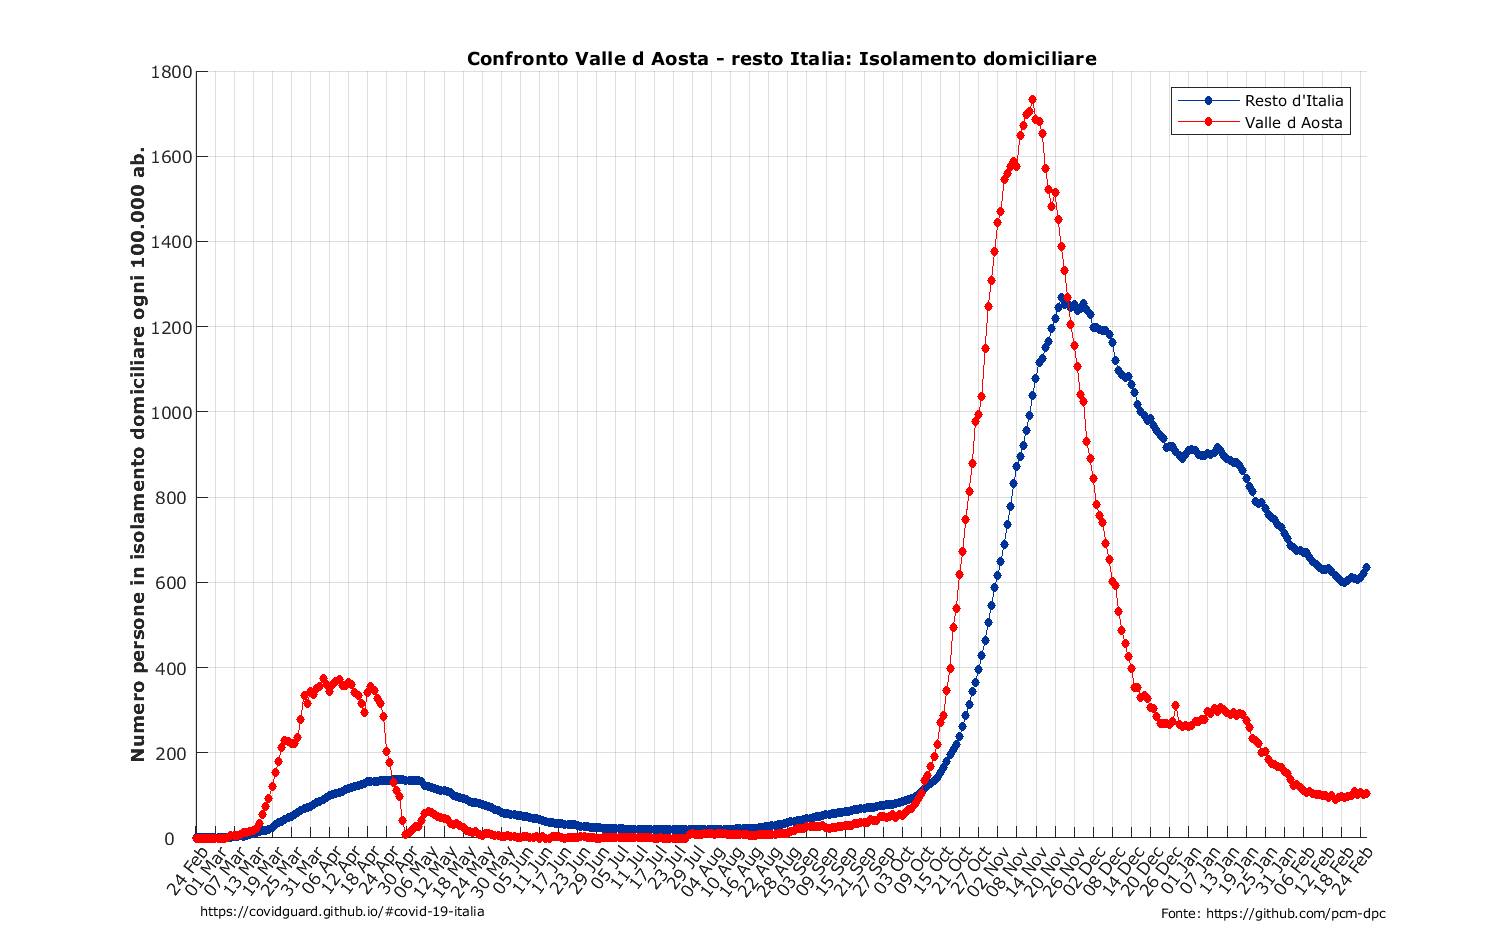 Confronto Valle d Aosta - resto Italia: Isolamento domiciliare
Numero persone in isolamento domiciliare ogni 100.000 ab.
1800
1600
1400
1200
1000
800
600
400
200
0
Resto d'Italia
Valle d Aosta
24 Feb
01 Mar
07 Mar
13 Mar
19 Mar
25 Mar
31 Mar
06 Apr
12 Apr
18 Apr
24 Apr
30 Apr
06 May
12 May
18 May
24 May
30 May
05 Jun
11 Jun
17 Jun
23 Jun
29 Jun
05 Jul
11 Jul
17 Jul
23 Jul
29 Jul
04 Aug
10 Aug
16 Aug
22 Aug
28 Aug
03 Sep
09 Sep
15 Sep
21 Sep
27 Sep
03 Oct
09 Oct
15 Oct
21 Oct
27 Oct
02 Nov
08 Nov
14 Nov
20 Nov
26 Nov
02 Dec
08 Dec
14 Dec
20 Dec
26 Dec
01 Jan
07 Jan
13 Jan
19 Jan
25 Jan
31 Jan
06 Feb
12 Feb
18 Feb
24 Feb
https://covidguard.github.io/#covid-19-italia
Fonte: https://github.com/pcm-dpc